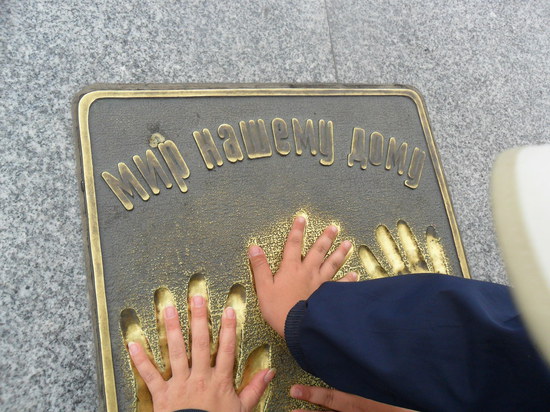 мир нашему дому